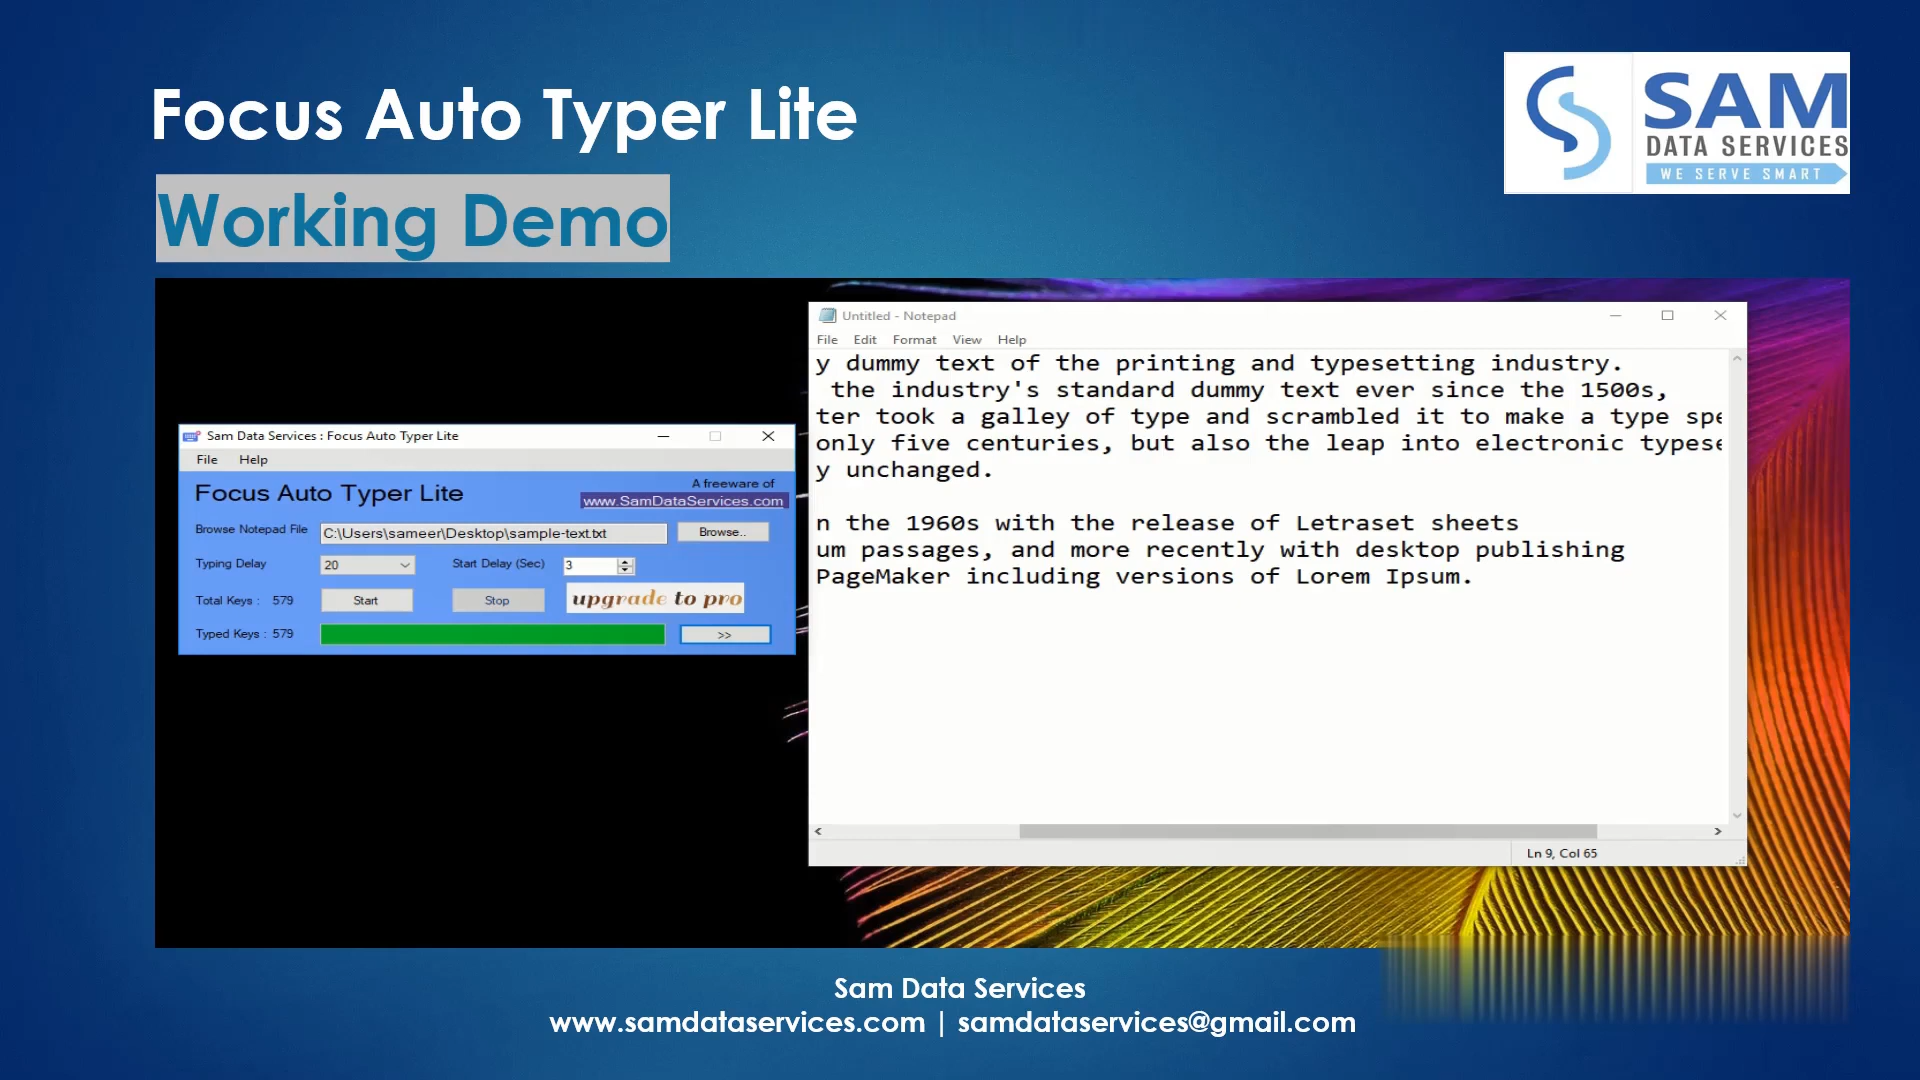 Focus Auto Typer Lite
Working Demo
SAM
DATA SERVICES
WE SERVE SMART
Sam Data Services : Focus Auto Typer Lite
File Help
Focus Auto Typer Lite
A freeware of
www.SamDataServices.com
Browse Notepad File C:\Users\sameer\Desktop\sample-text.txt Browse..
Typing Delay 20 Start Delay (Sec) 3
Total Keys : 579 Start Stop upgrade to pro
Typed Keys : 579 >>
Untitled - Notepad
File Edit Format View Help
y dummy text of the printing and typesetting industry.
the industry's standard dummy text ever since the 1500s,
ter took a galley of type and scrambled it to make a type spe
only five centuries, but also the leap into electronic typese
y unchanged.
n the 1960s with the release of Letraset sheets
um passages, and more recently with desktop publishing
PageMaker including versions of Lorem Ipsum.
Ln 9, Col 65
Sam Data Services
www.samdataservices.com | samdataservices@gmail.com